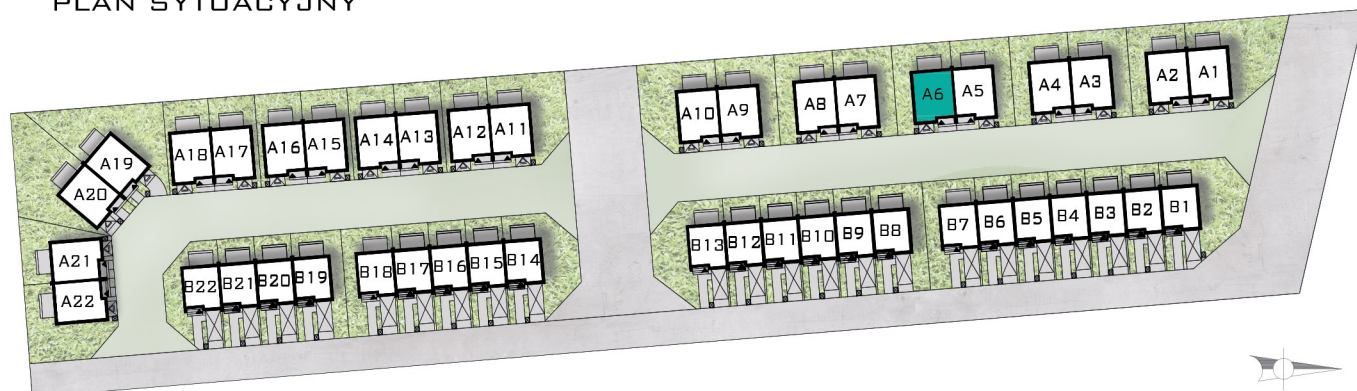 PLAN SYTUACYJNY
A10 A9 A8 A7 A6 A5 A4 A3 A2 A1
A19 A18 A17 A16 A15 A14 A13 A12 A11
A20
A21
A22
B13 B12 B11 B10 B9 B8 B7 B6 B5 B4 B3 B2 B1
B22 B21 B20 B19 B18 B17 B16 B15 B14